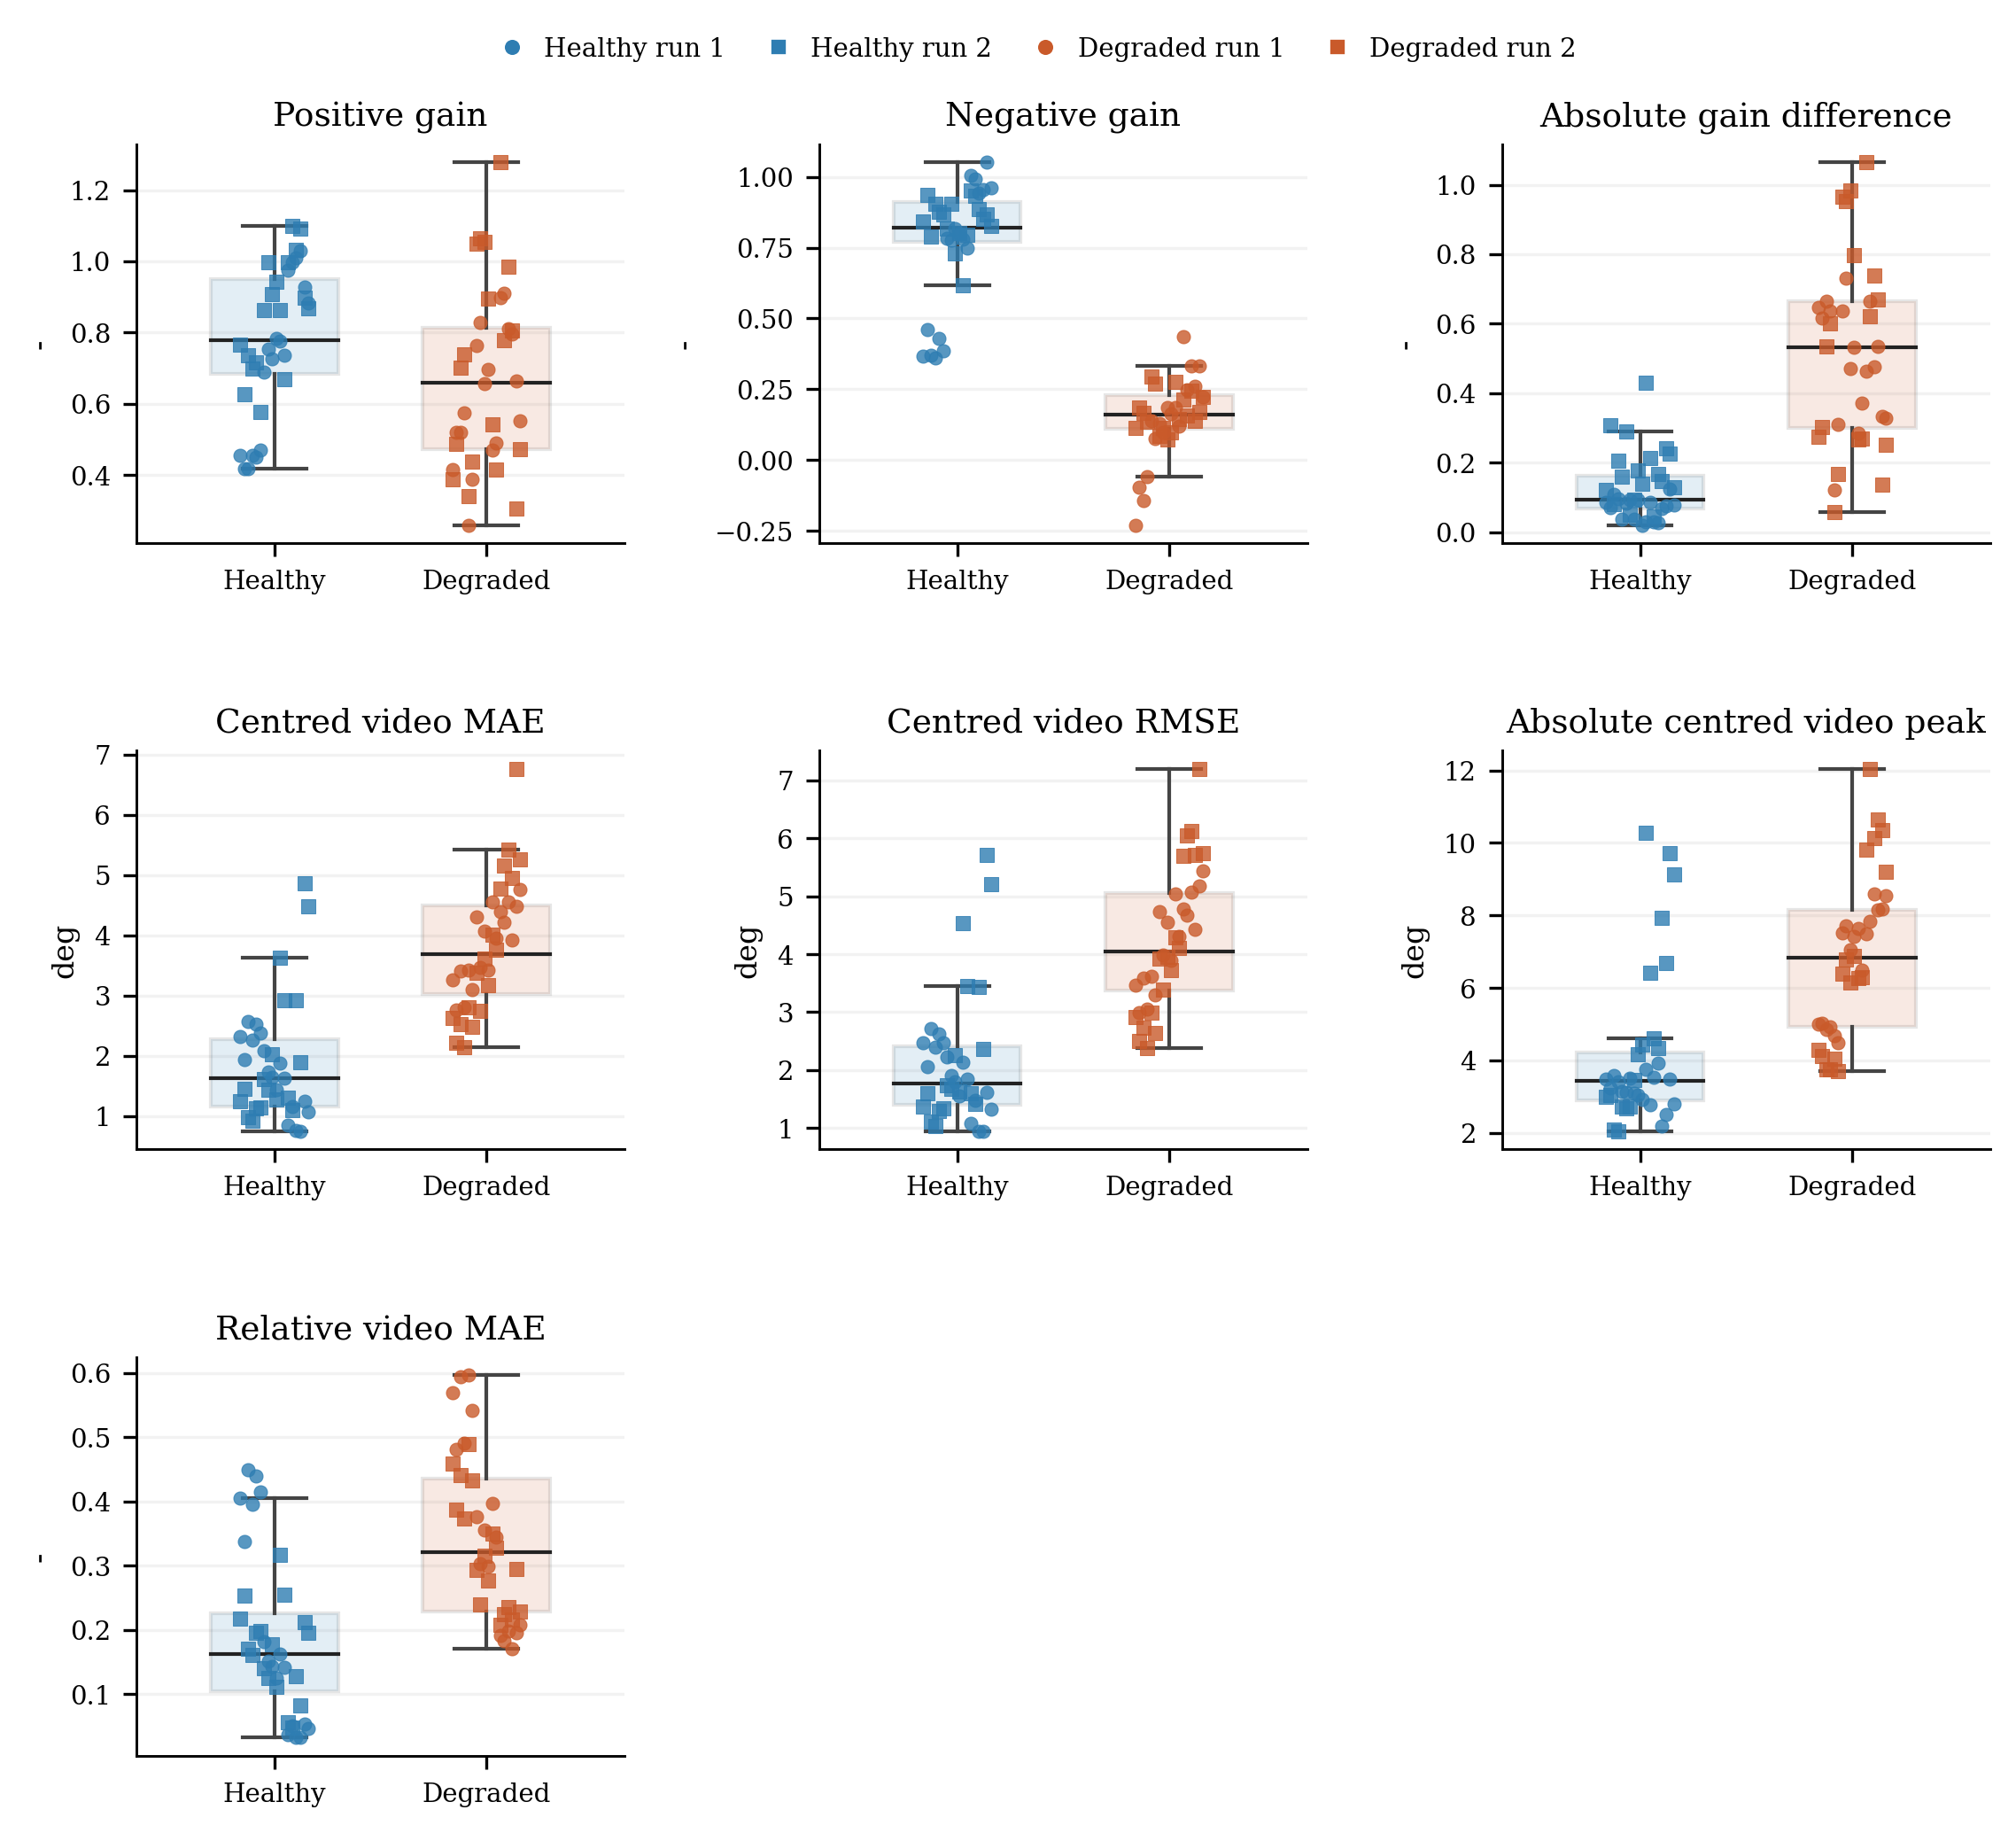 Healthy run 1 Healthy run 2 Degraded run 1 Degraded run 2
Positive gain
-
1.2
1.0
0.8
0.6
0.4
Healthy Degraded
Negative gain
-
1.00
0.75
0.50
0.25
0.00
−0.25
Healthy Degraded
Absolute gain difference
-
1.0
0.8
0.6
0.4
0.2
0.0
Healthy Degraded
Centred video MAE
deg
7
6
5
4
3
2
1
Healthy Degraded
Centred video RMSE
deg
7
6
5
4
3
2
1
Healthy Degraded
Absolute centred video peak
deg
12
10
8
6
4
2
Healthy Degraded
Relative video MAE
-
0.6
0.5
0.4
0.3
0.2
0.1
Healthy Degraded